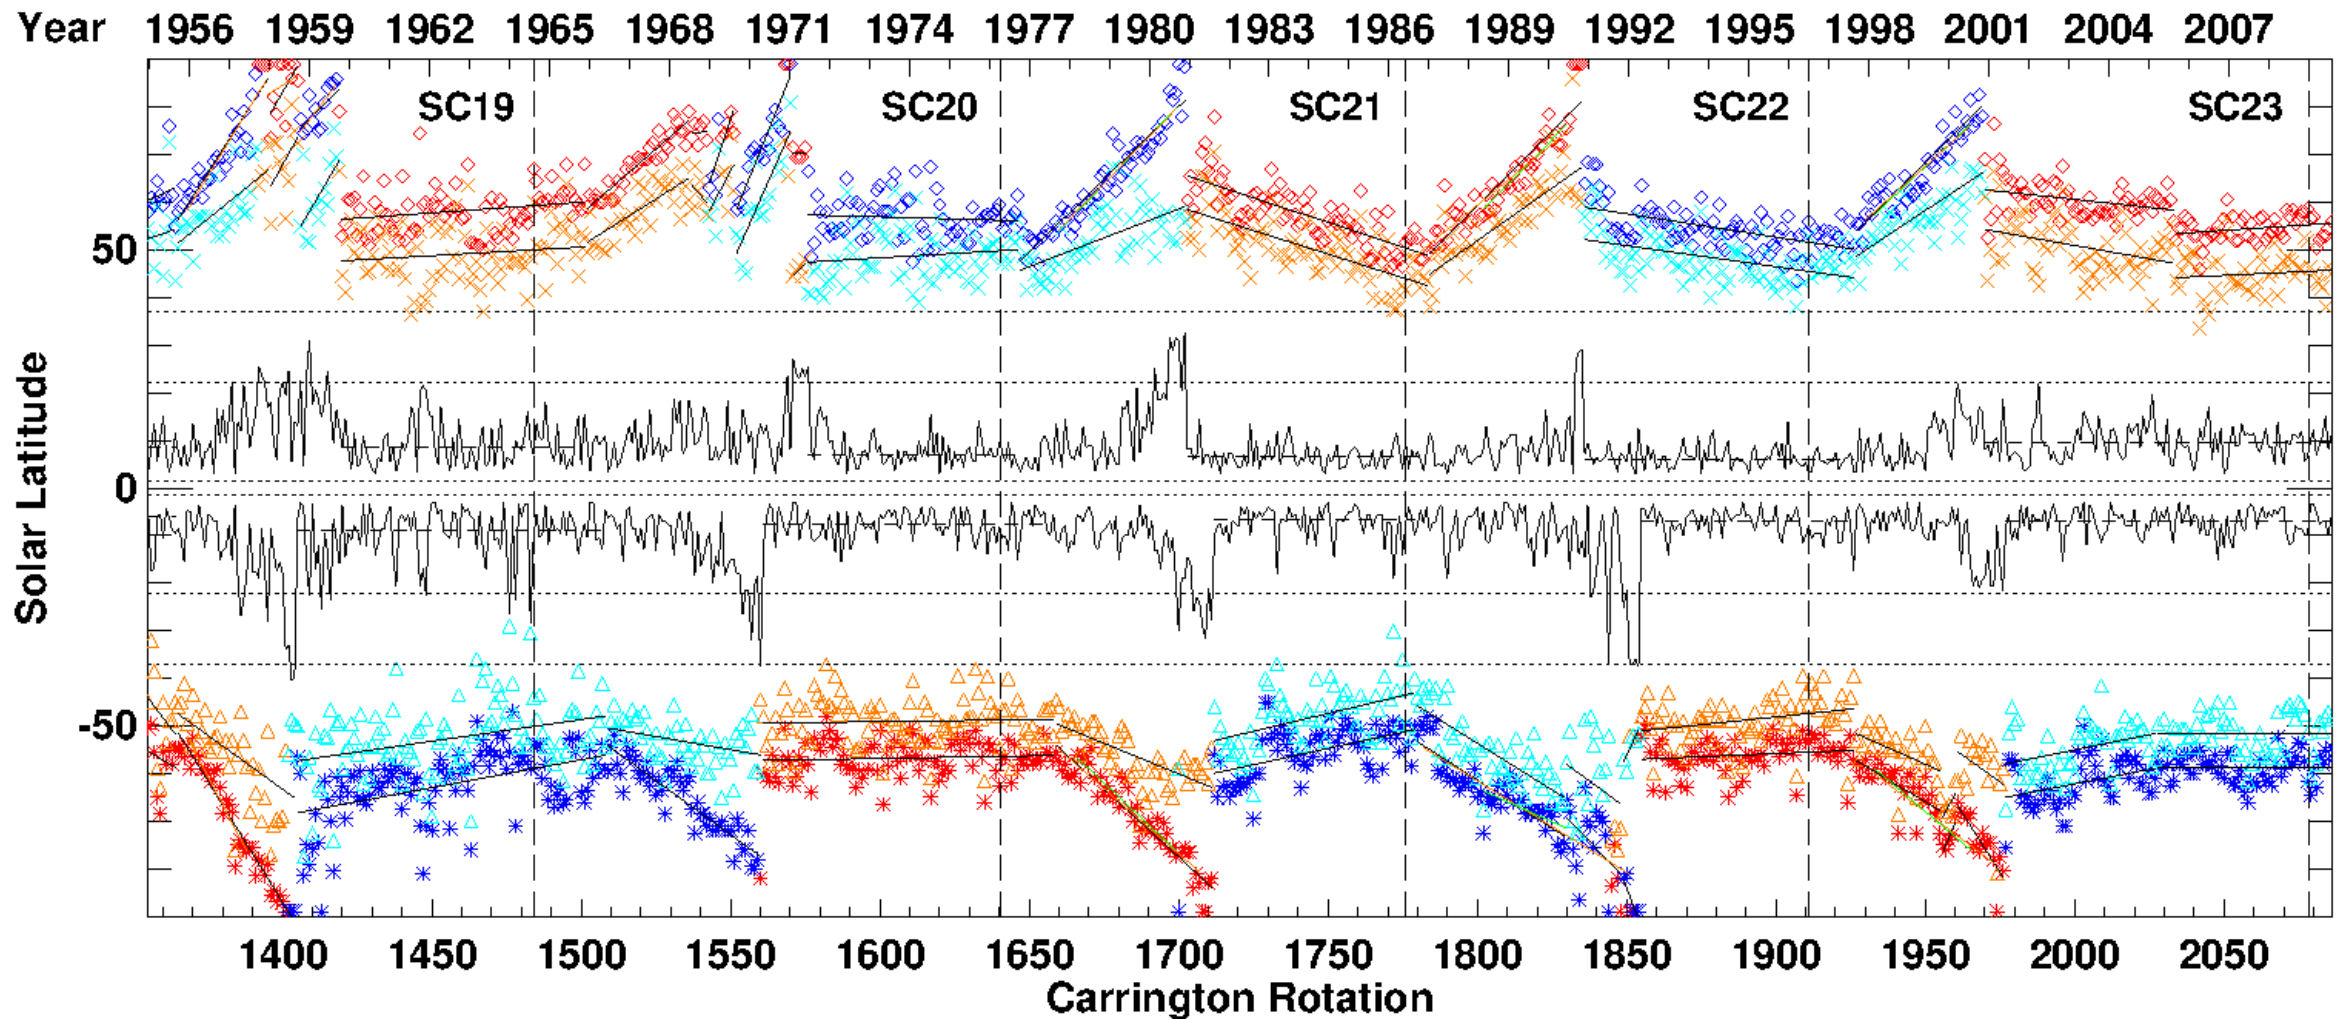 Year 1956 1959 1962 1965 1968 1971 1974 1977 1980 1983 1986 1989 1992 1995 1998 2001 2004 2007
SC19 SC20 SC21 SC22 SC23
50
0
-50
Solar Latitude
1400 1450 1500 1550 1600 1650 1700 1750 1800 1850 1900 1950 2000 2050
Carrington Rotation